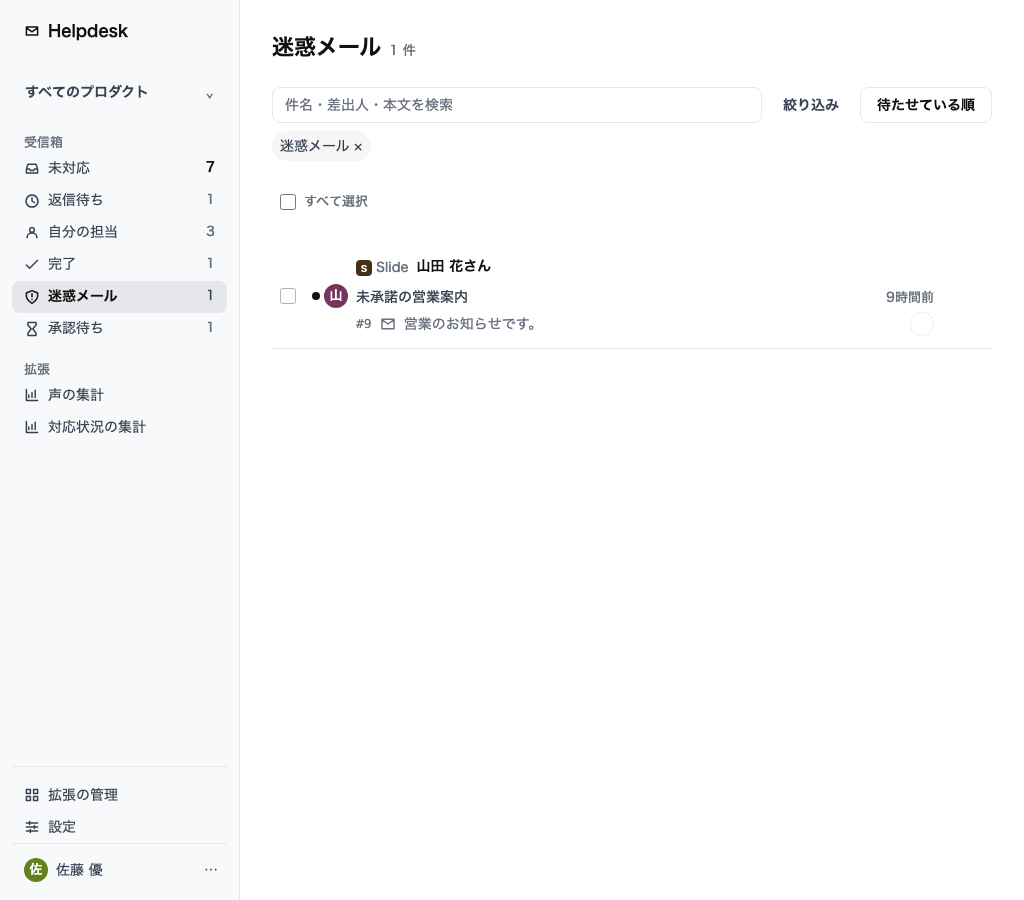 Helpdesk
すべてのプロダクト
受信箱
未対応 7
返信待ち 1
自分の担当 3
完了 1
迷惑メール 1
承認待ち 1
拡張
声の集計
対応状況の集計
拡張の管理
設定
佐 佐藤 優 …
迷惑メール 1 件
件名・差出人・本文を検索 絞り込み 待たせている順
迷惑メール ×
すべて選択
S Slide 山田 花さん
山 未承諾の営業案内 9時間前
#9 営業のお知らせです。